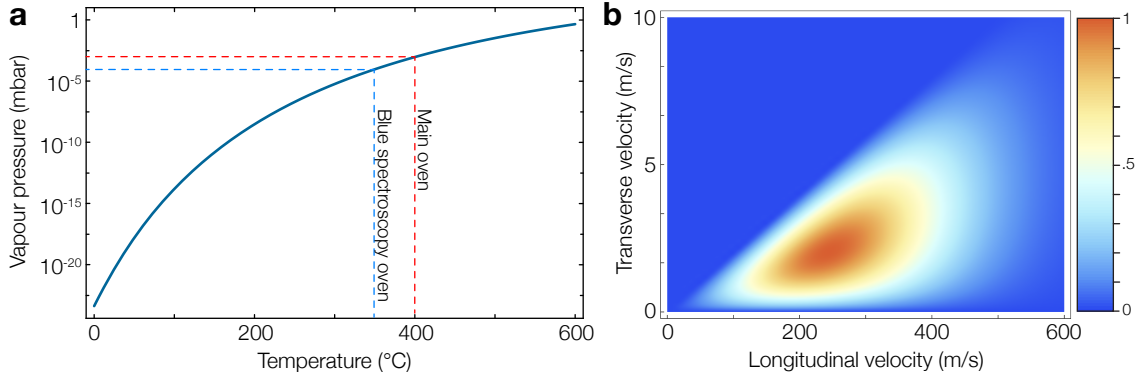 a
Vapour pressure (mbar)
1
10⁻⁵
10⁻¹⁰
10⁻¹⁵
10⁻²⁰
0
200
400
600
Temperature (°C)
Blue spectroscopy oven
Main oven
b
Transverse velocity (m/s)
10
5
0
0
200
400
600
Longitudinal velocity (m/s)
1
.5
0